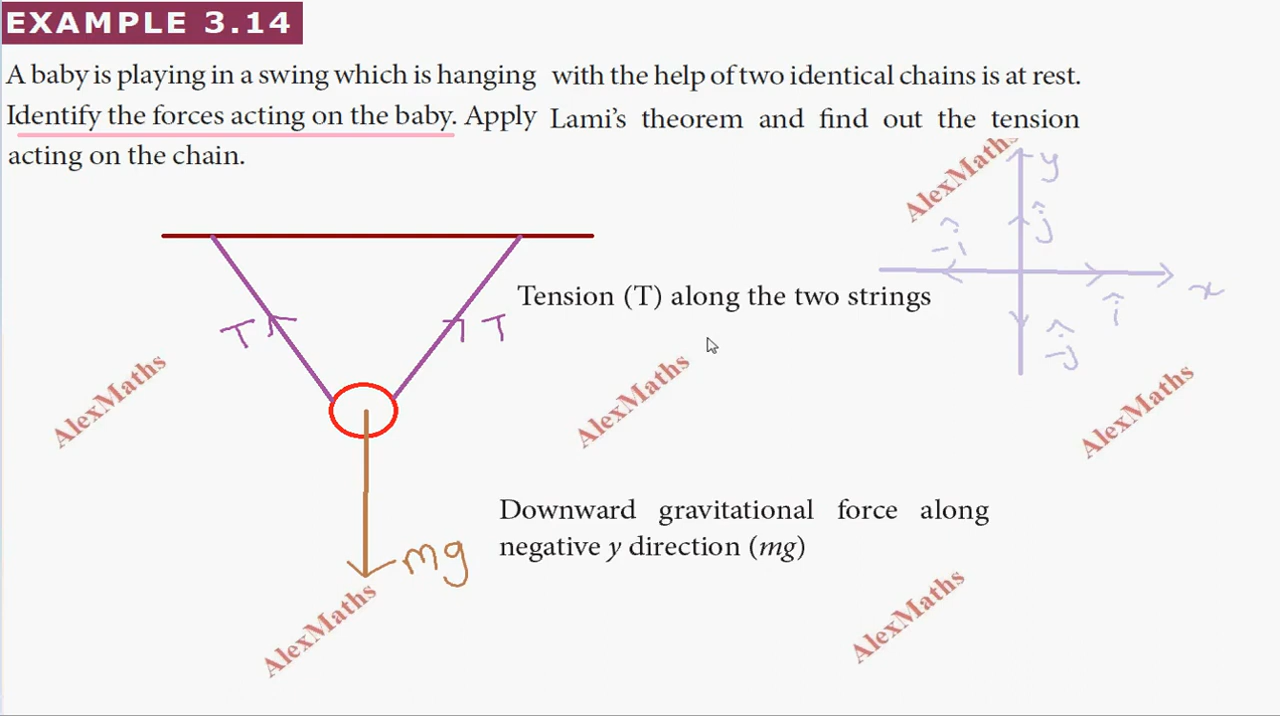 EXAMPLE 3.14
A baby is playing in a swing which is hanging with the help of two identical chains is at rest.
Identify the forces acting on the baby. Apply Lami's theorem and find out the tension
acting on the chain.
AlexMaths
y
ĵ
-î
x
î
-ĵ
Tension (T) along the two strings
T
T
AlexMaths
AlexMaths
AlexMaths
Downward gravitational force along
negative y direction (mg)
mg
AlexMaths
AlexMaths